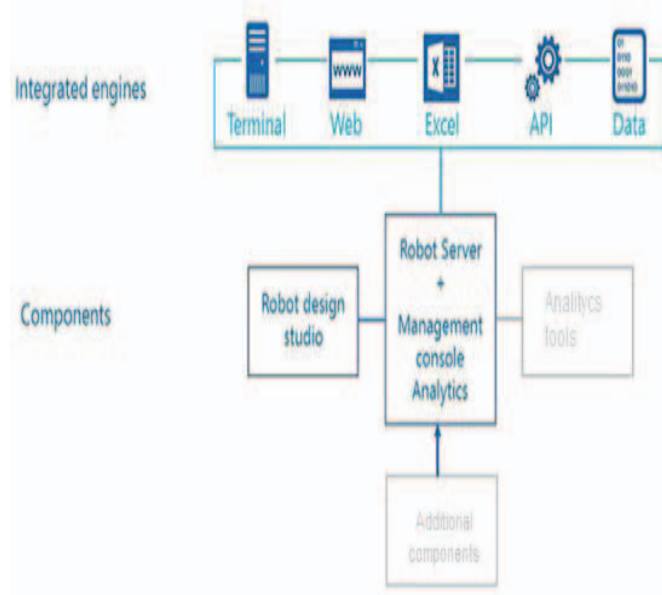 Integrated engines
www
X
Terminal
Web
Excel
API
Data
Robot Server
+
Management
console
Analytics
Components
Robot design
studio
Analitycs
tools
Additional
components